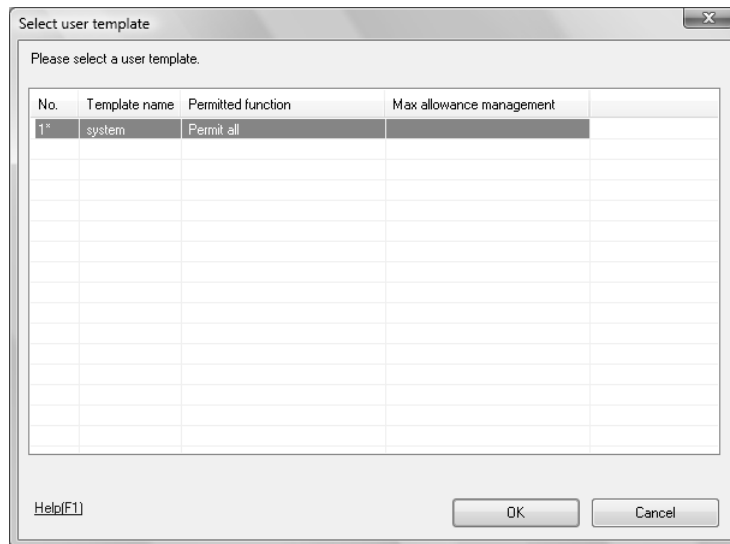 Select user template
Please select a user template.
No. Template name Permitted function Max allowance management
1* system Permit all
Help(F1) OK Cancel